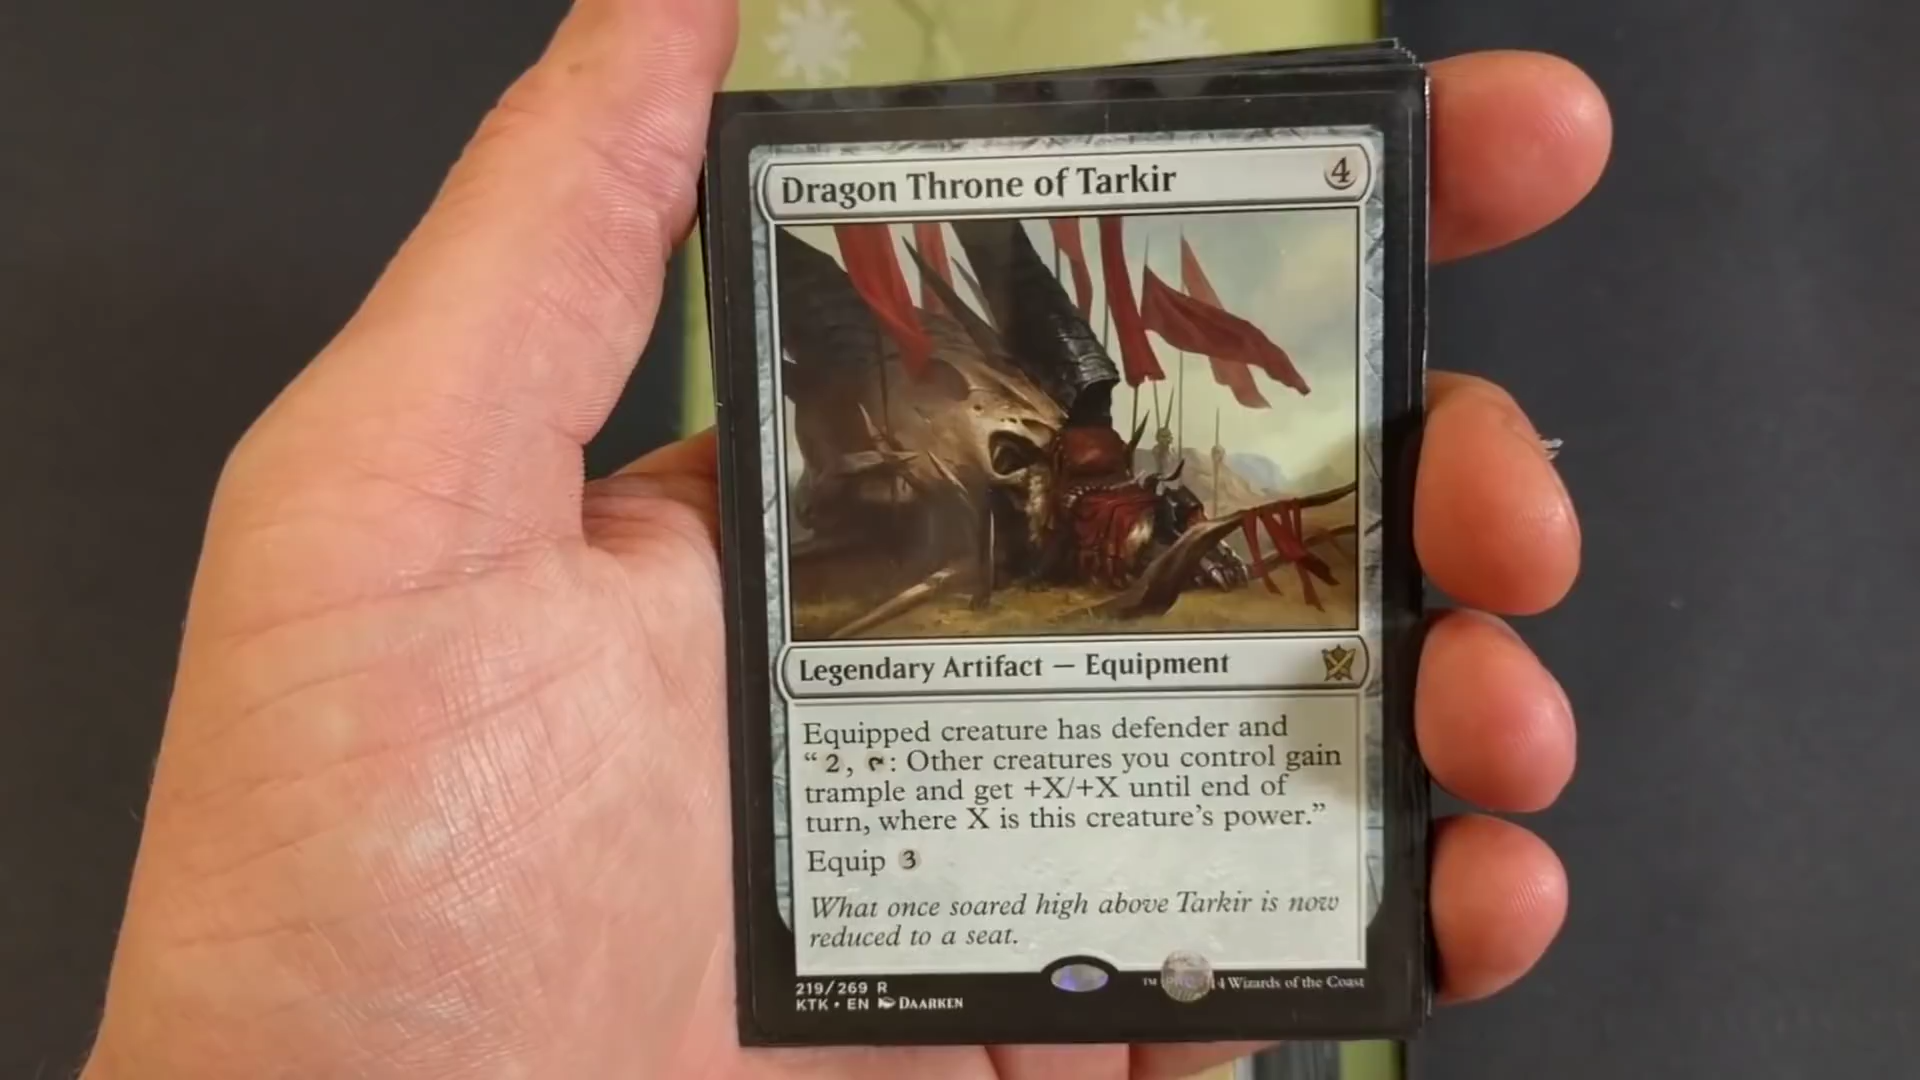 Dragon Throne of Tarkir 4
Legendary Artifact — Equipment
Equipped creature has defender and
“2, : Other creatures you control gain
trample and get +X/+X until end of
turn, where X is this creature’s power.”
Equip 3
What once soared high above Tarkir is now
reduced to a seat.
219/269 R
KTK • EN DAARKEN
™ Wizards of the Coast